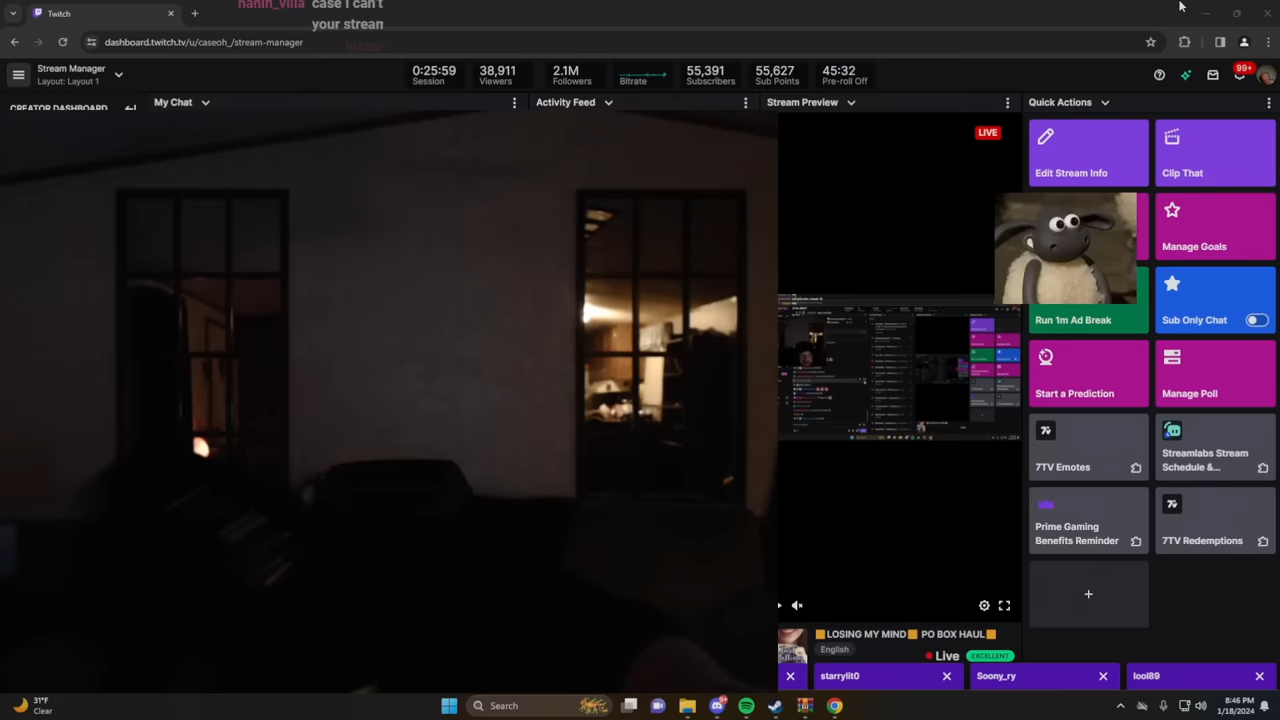 Twitch
nanin_villa case I can't
your stream
dashboard.twitch.tv/u/caseoh_/stream-manager
Stream Manager
Layout: Layout 1
0:25:59
Session
38,911
Viewers
2.1M
Followers
Bitrate
55,391
Subscribers
55,627
Sub Points
45:32
Pre-roll Off
99+
CREATOR DASHBOARD
My Chat
Activity Feed
Stream Preview
Quick Actions
LIVE
Edit Stream Info
Clip That
Manage Goals
Run 1m Ad Break
Sub Only Chat
Start a Prediction
Manage Poll
7TV Emotes
Streamlabs Stream
Schedule &...
Prime Gaming
Benefits Reminder
7TV Redemptions
LOSING MY MIND PO BOX HAUL
English
Live
EXCELLENT
starrylit0
Soony_ry
lool89
31°F
Clear
Search
8:46 PM
1/18/2024